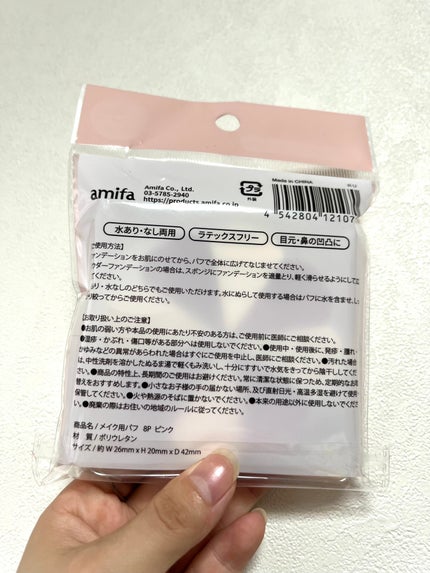 amifa
Amifa Co., Ltd.
03-5785-2940
https://products.amifa.co.jp
プラ
外装
Made in CHINA
4 542804 12107
水あり・なし両用
ラテックスフリー
目元・鼻の凹凸に
ご使用方法】
ファンデーションをお肌にのせてから、パフで全体に広げてなじませてください。
ウダーファンデーションの場合は、スポンジにファンデーションを適量とり、軽く滑らせるようにして
り・水なしのどちらでもご使用いただけます。水にぬらして使用する場合はパフに水を含ませ、し
り絞ってからご使用ください。
【お取り扱い上のご注意】
●お肌の弱い方や本品の使用にあたり不安のある方は、ご使用前に医師にご相談ください。
●湿疹・かぶれ・傷口等がある部分へは使用しないでください。●使用中・使用後に、発疹・腫れ・
かゆみなどの異常があらわれた場合はすぐにご使用を中止し、医師にご相談ください。●汚れた場合
は、中性洗剤を溶かしたぬるま湯で軽くもみ洗いし、十分にすすいで水気をきってから陰干ししてく
ださい。●商品の特性上、長期間のご使用はお避けください。常に清潔な状態に保つため、定期的なお取
替えをおすすめします。●小さなお子様の手の届かない場所、及び直射日光・高温多湿を避けて使用
保管してください。●火や熱源のそばに置かないでください。●本来の用途以外に使用しないでくだ
い。●廃棄の際はお住いの地域のルールに従ってください。
商品名／メイク用パフ 8P ピンク
材 質／ポリウレタン
サイズ／約 W 26mm x H 20mm x D 42mm